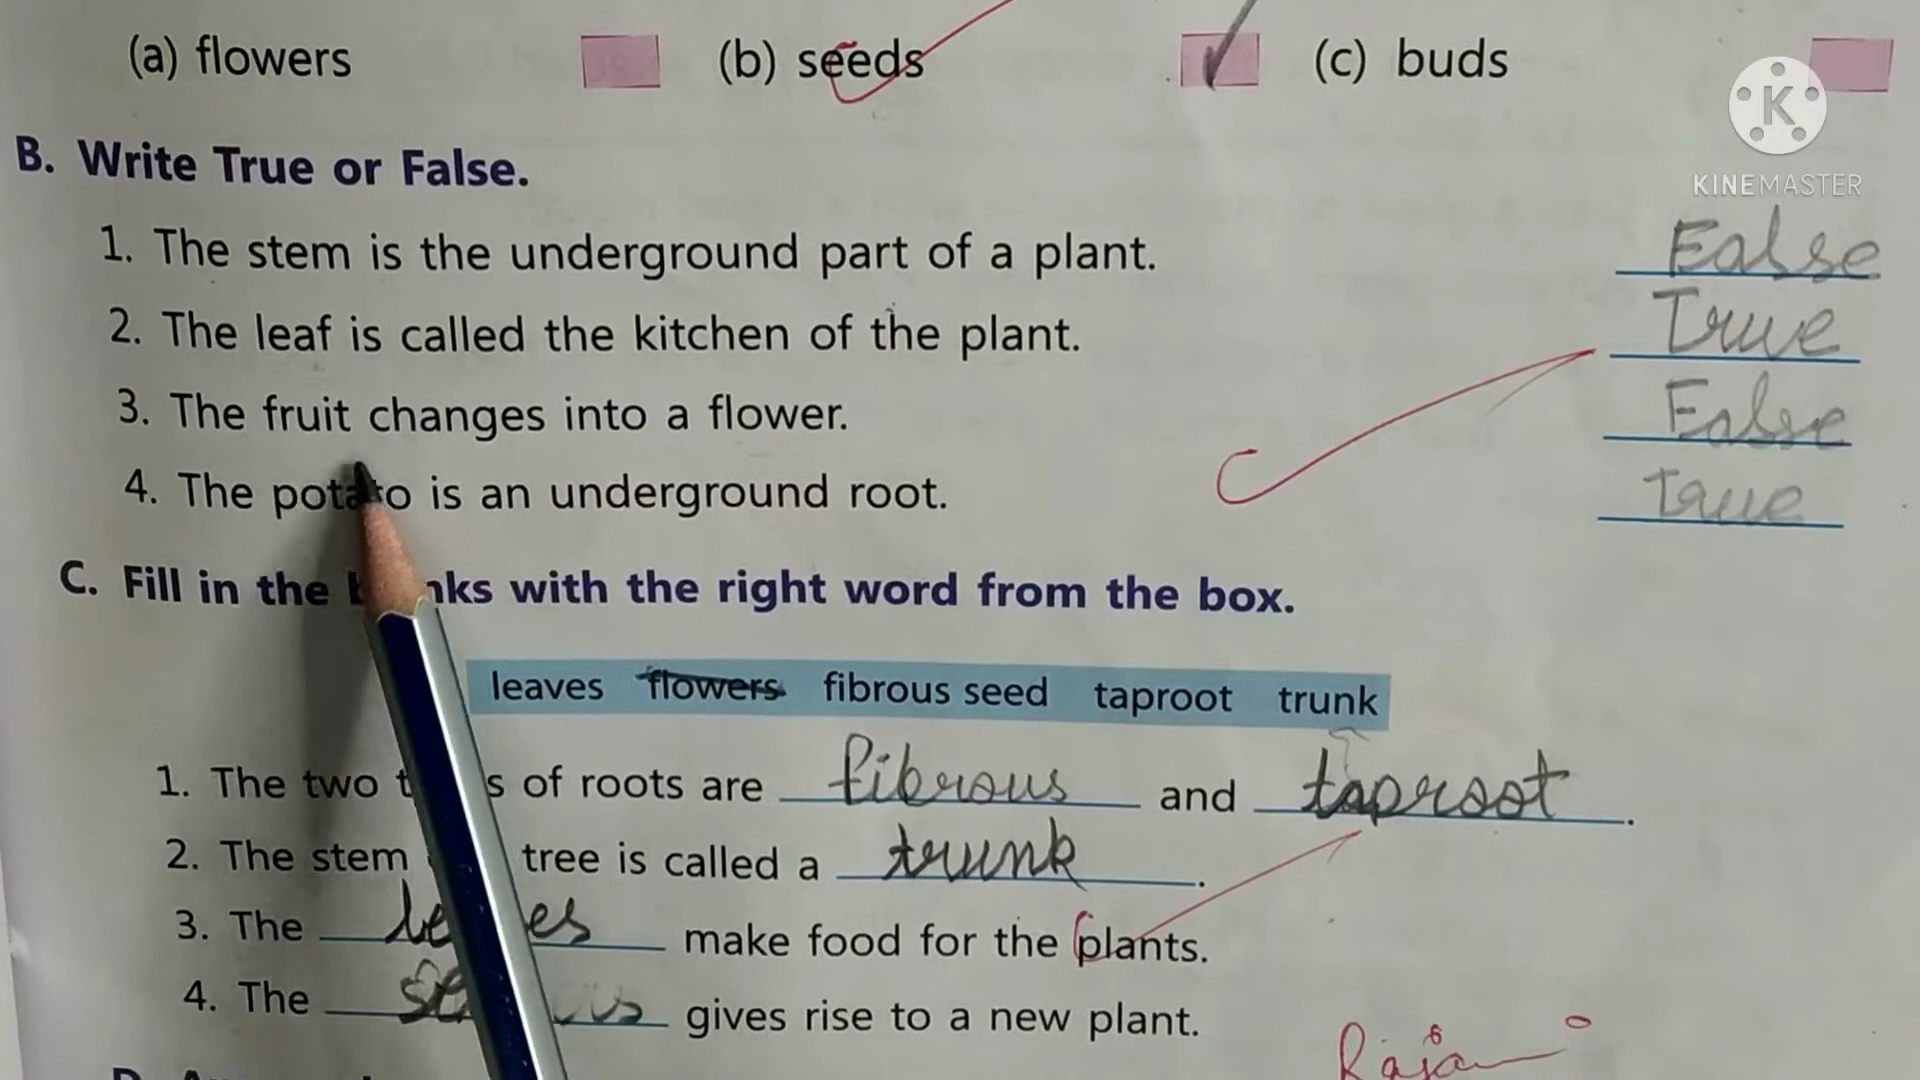 (a) flowers (b) seeds (c) buds
KINEMASTER
B. Write True or False.
1. The stem is the underground part of a plant. False
2. The leaf is called the kitchen of the plant. True
3. The fruit changes into a flower. False
4. The potato is an underground root. True
C. Fill in the blanks with the right word from the box.
leaves flowers fibrous seed taproot trunk
1. The two of roots are fibrous and taproot.
2. The stem tree is called a trunk.
3. The leaves make food for the plants.
4. The gives rise to a new plant.